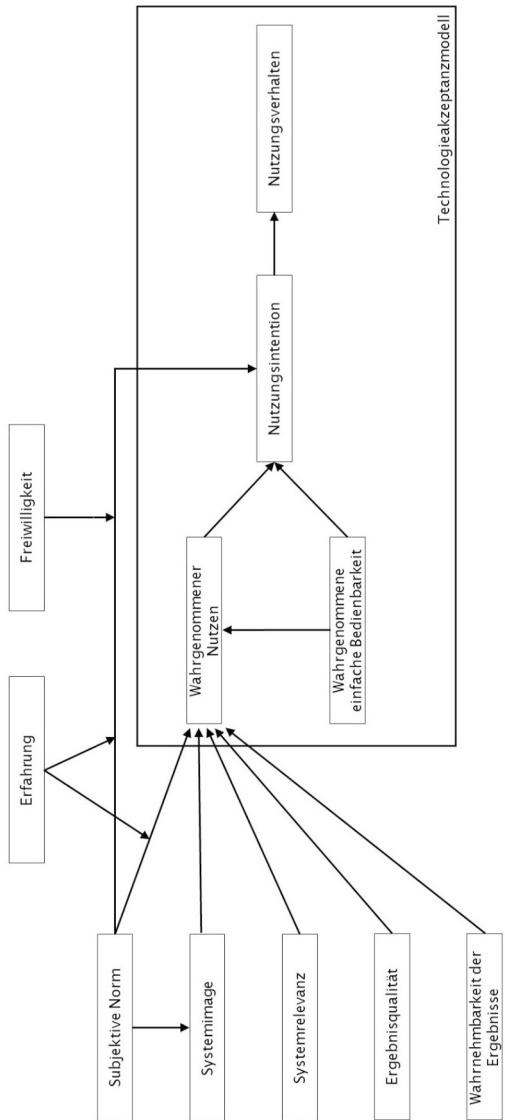 Erfahrung
Freiwilligkeit
Subjektive Norm
Systemimage
Systemrelevanz
Ergebnisqualität
Wahrnehmbarkeit der
Ergebnisse
Wahrgenommener
Nutzen
Wahrgenommene
einfache Bedienbarkeit
Nutzungsintention
Nutzungsverhalten
Technologieakzeptanzmodell